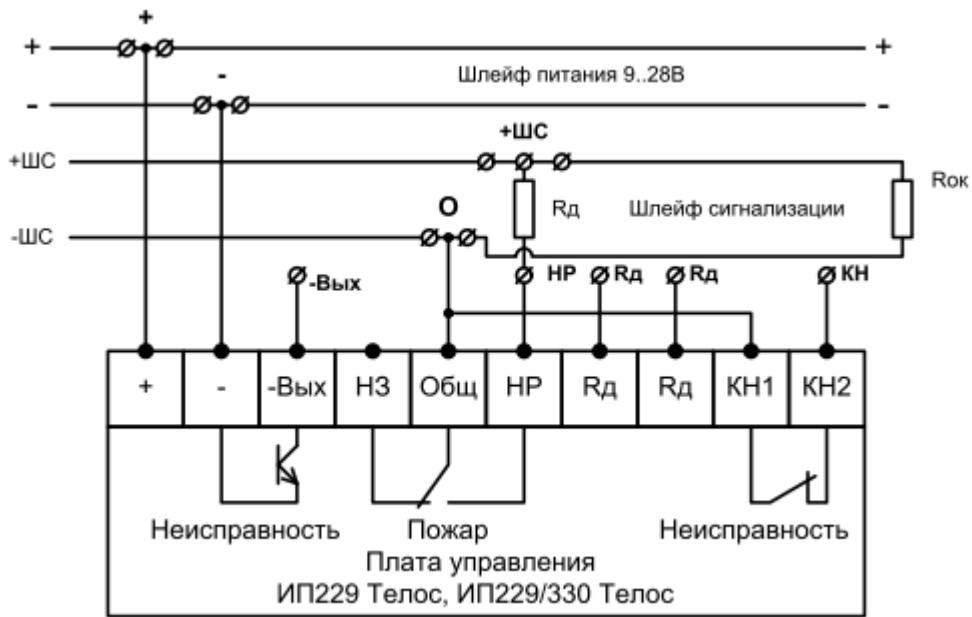 +
+ +
Шлейф питания 9..28В
-
- -
+ШС
+ШС
Rок
Rд Шлейф сигнализации
О
-ШС
-Вых НР Rд Rд КН
+ - -Вых НЗ Общ НР Rд Rд КН1 КН2
Неисправность Пожар Неисправность
Плата управления
ИП229 Телос, ИП229/330 Телос